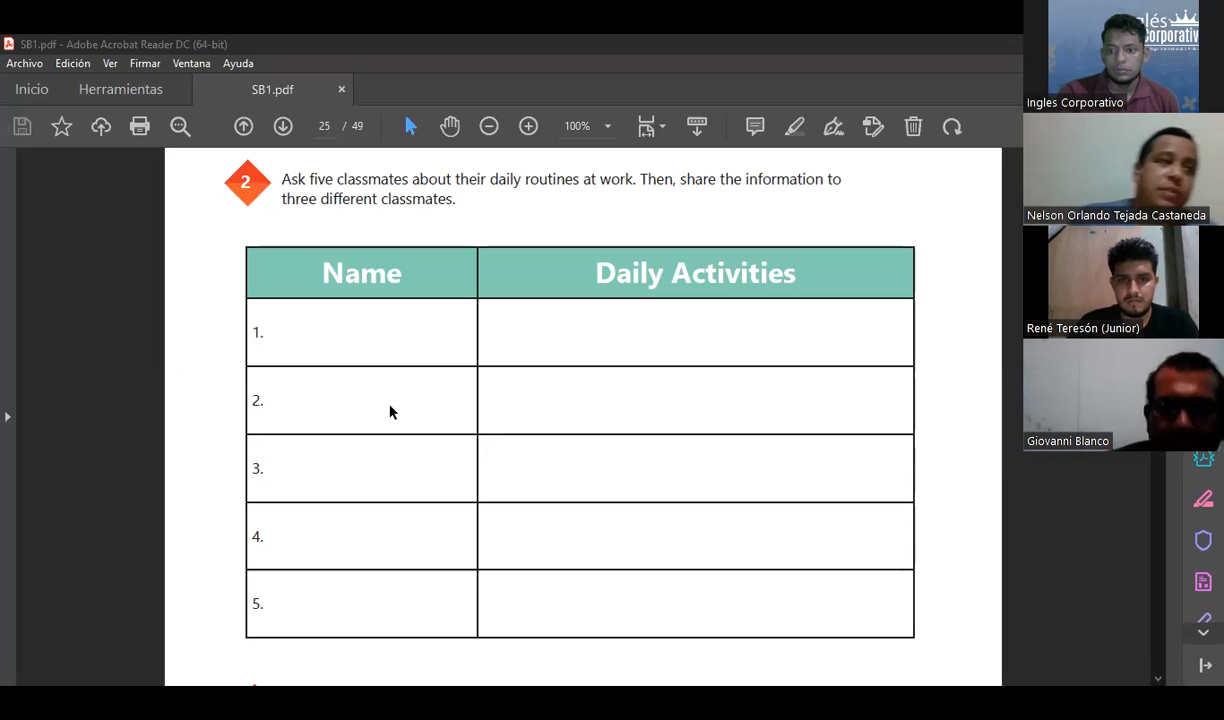 SB1.pdf - Adobe Acrobat Reader DC (64-bit)
Archivo Edición Ver Firmar Ventana Ayuda
Inicio Herramientas SB1.pdf ×
25 / 49 100%
2 Ask five classmates about their daily routines at work. Then, share the information to
three different classmates.
Name Daily Activities
1.
2.
3.
4.
5.
Ingles Corporativo
Nelson Orlando Tejada Castaneda
René Teresón (Junior)
Giovanni Blanco